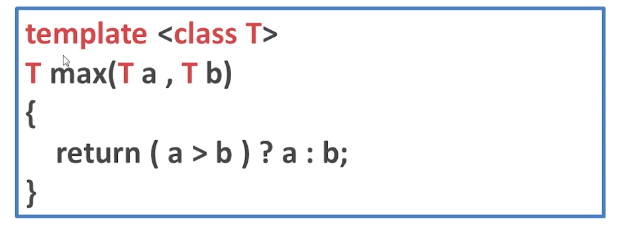 template <class T>
T max(T a , T b)
{
return ( a > b ) ? a : b;
}